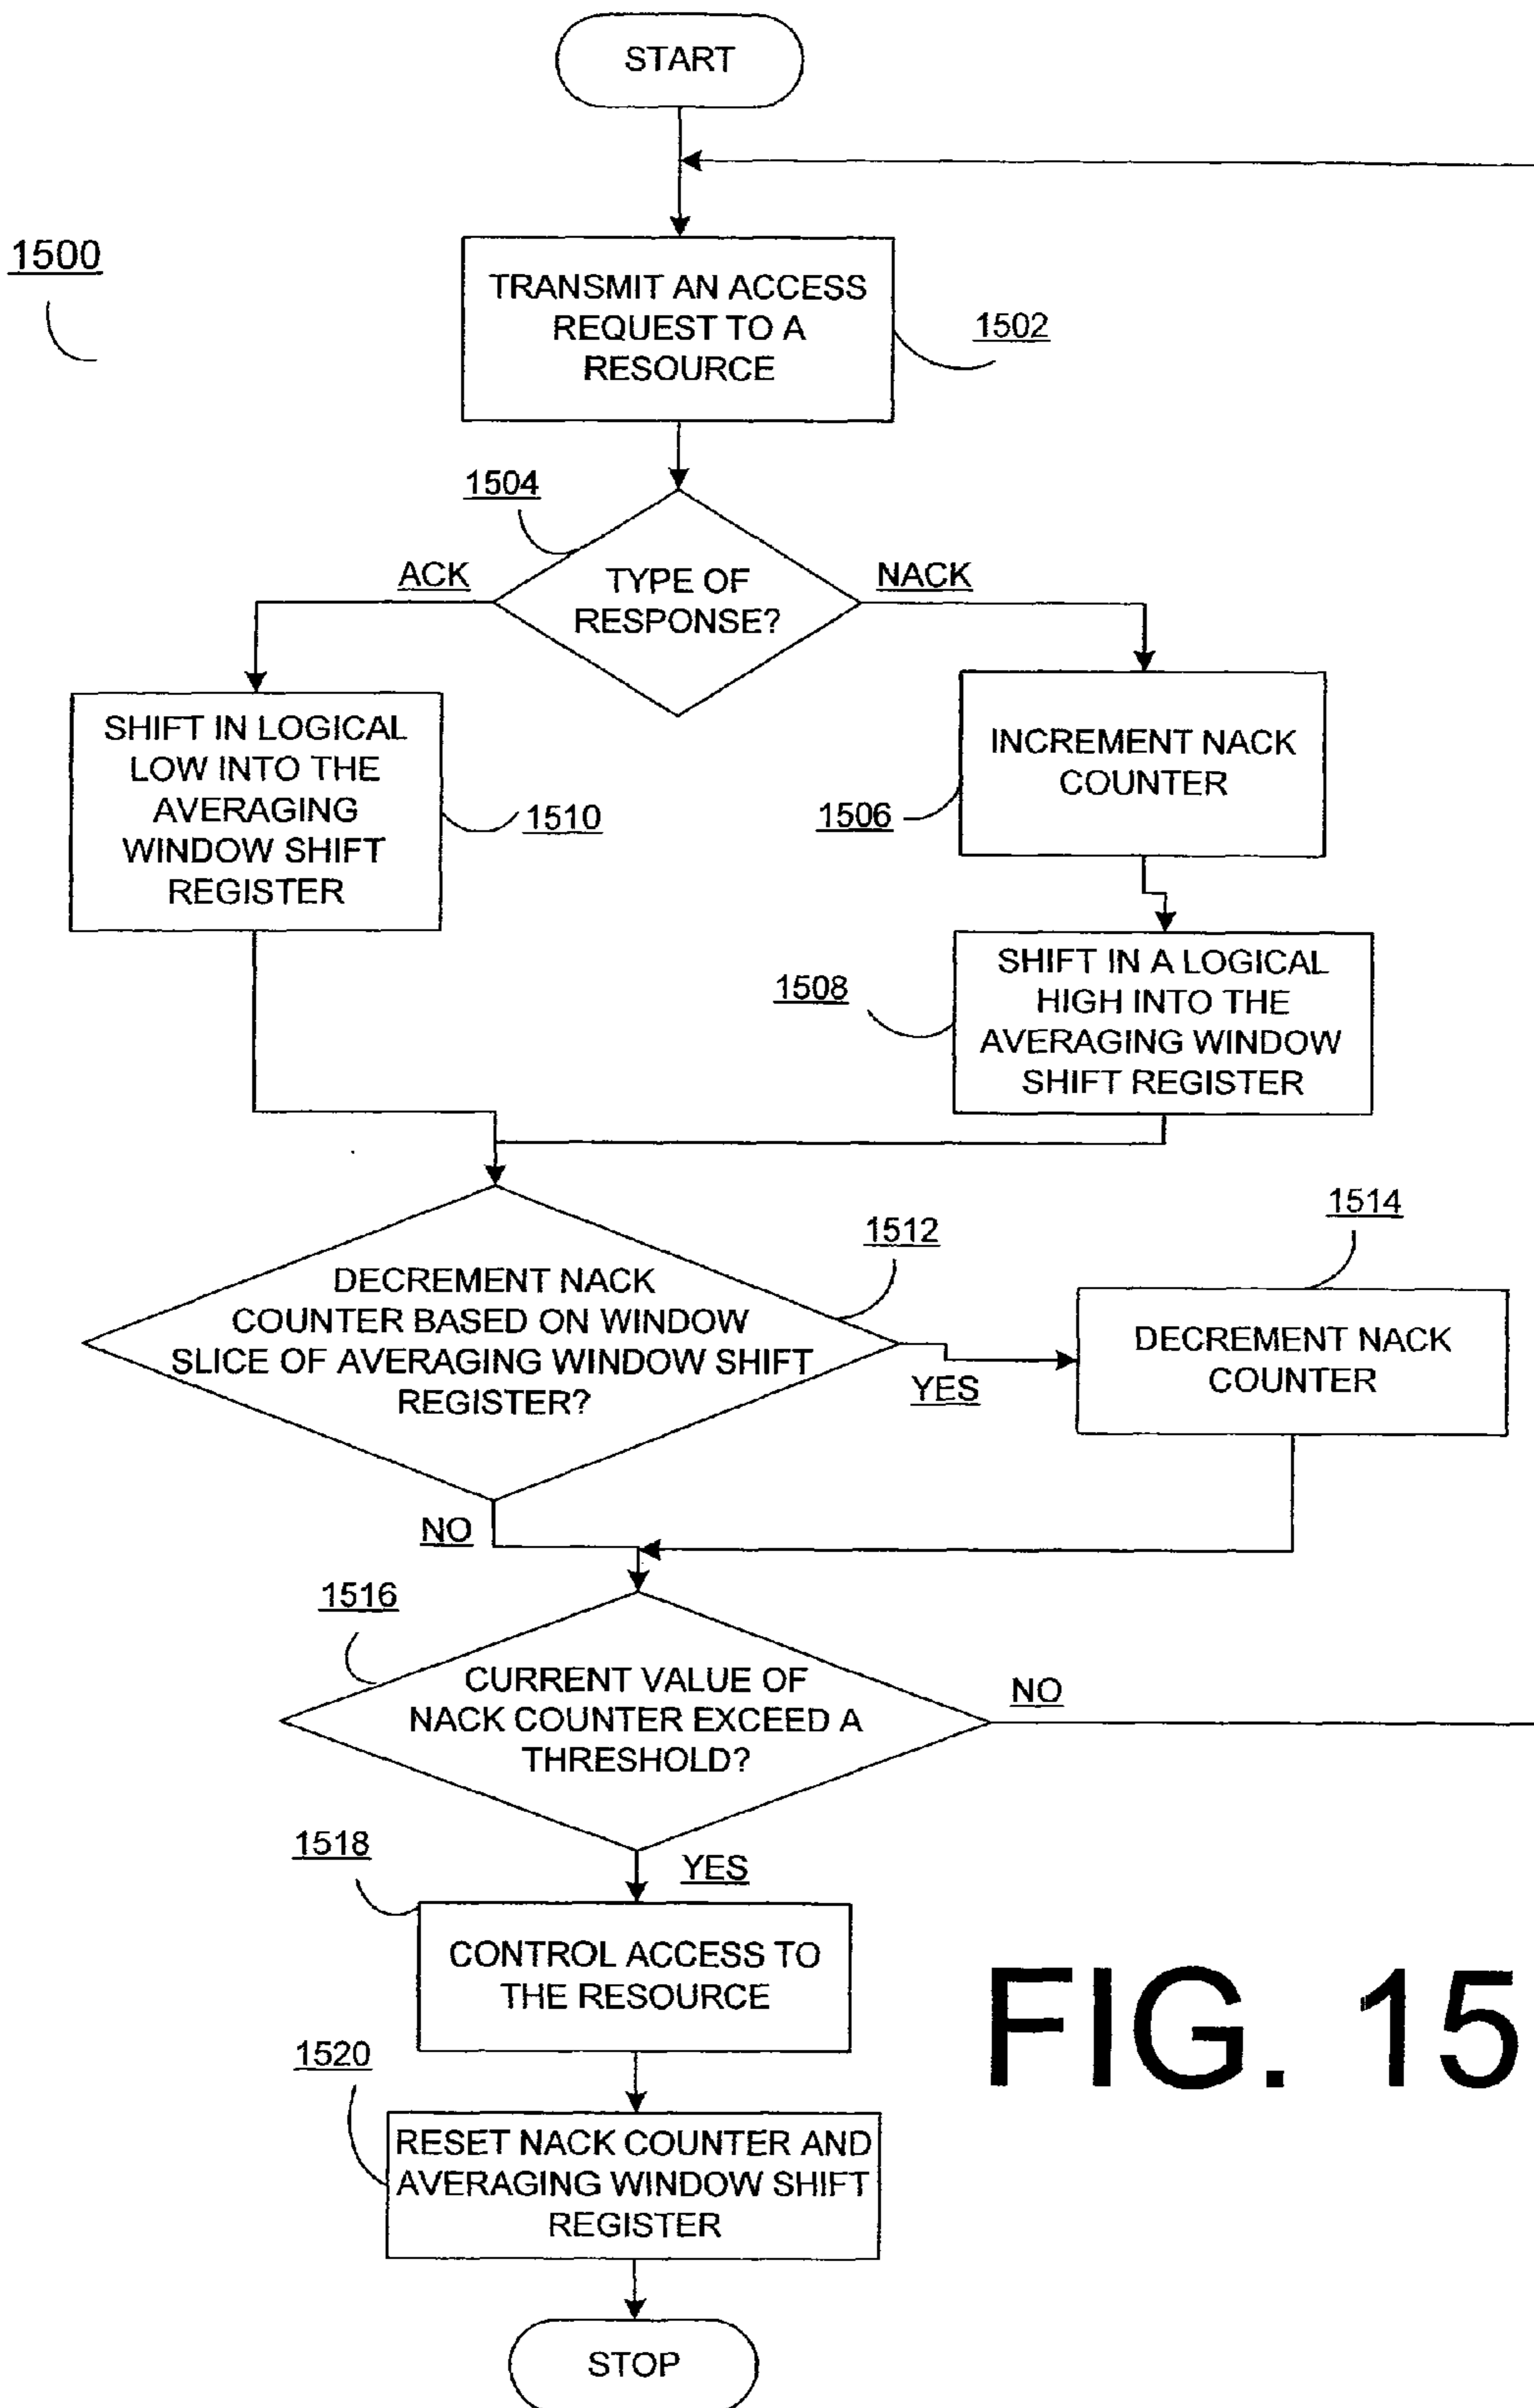 START
1500
TRANSMIT AN ACCESS
REQUEST TO A
RESOURCE
1502
1504
ACK
TYPE OF
RESPONSE?
NACK
SHIFT IN LOGICAL
LOW INTO THE
AVERAGING
WINDOW SHIFT
REGISTER
1510
INCREMENT NACK
COUNTER
1506
SHIFT IN A LOGICAL
HIGH INTO THE
AVERAGING WINDOW
SHIFT REGISTER
1508
DECREMENT NACK
COUNTER BASED ON WINDOW
SLICE OF AVERAGING WINDOW SHIFT
REGISTER?
1512
YES
1514
DECREMENT NACK
COUNTER
NO
1516
CURRENT VALUE OF
NACK COUNTER EXCEED A
THRESHOLD?
NO
YES
1518
CONTROL ACCESS TO
THE RESOURCE
1520
RESET NACK COUNTER AND
AVERAGING WINDOW SHIFT
REGISTER
STOP
FIG. 15